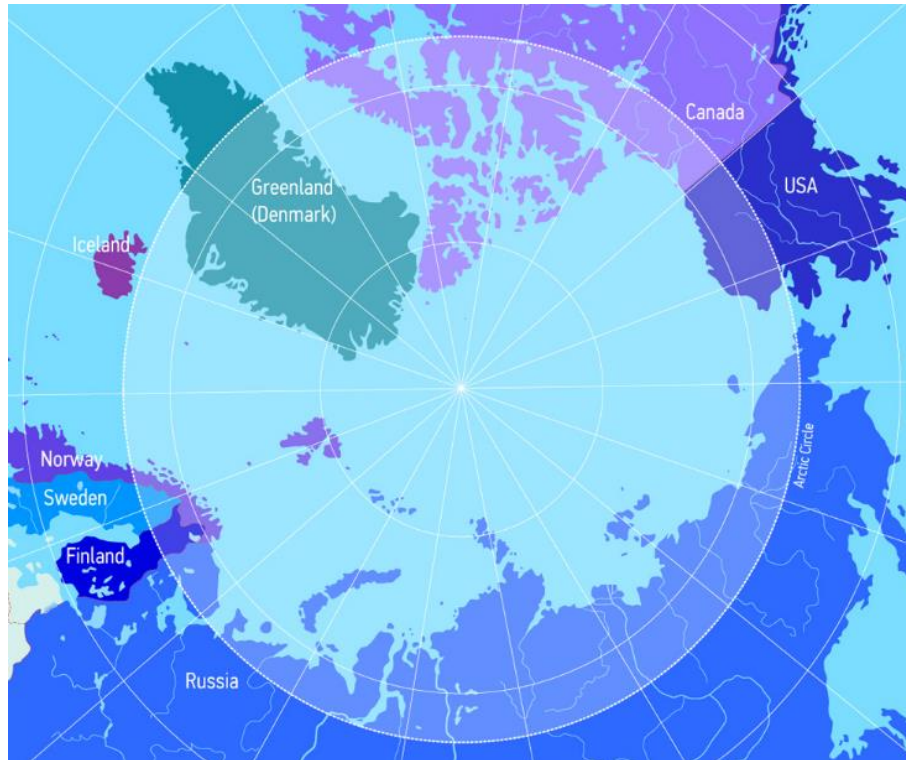 Canada
USA
Greenland
(Denmark)
Iceland
Arctic Circle
Norway
Sweden
Finland
Russia